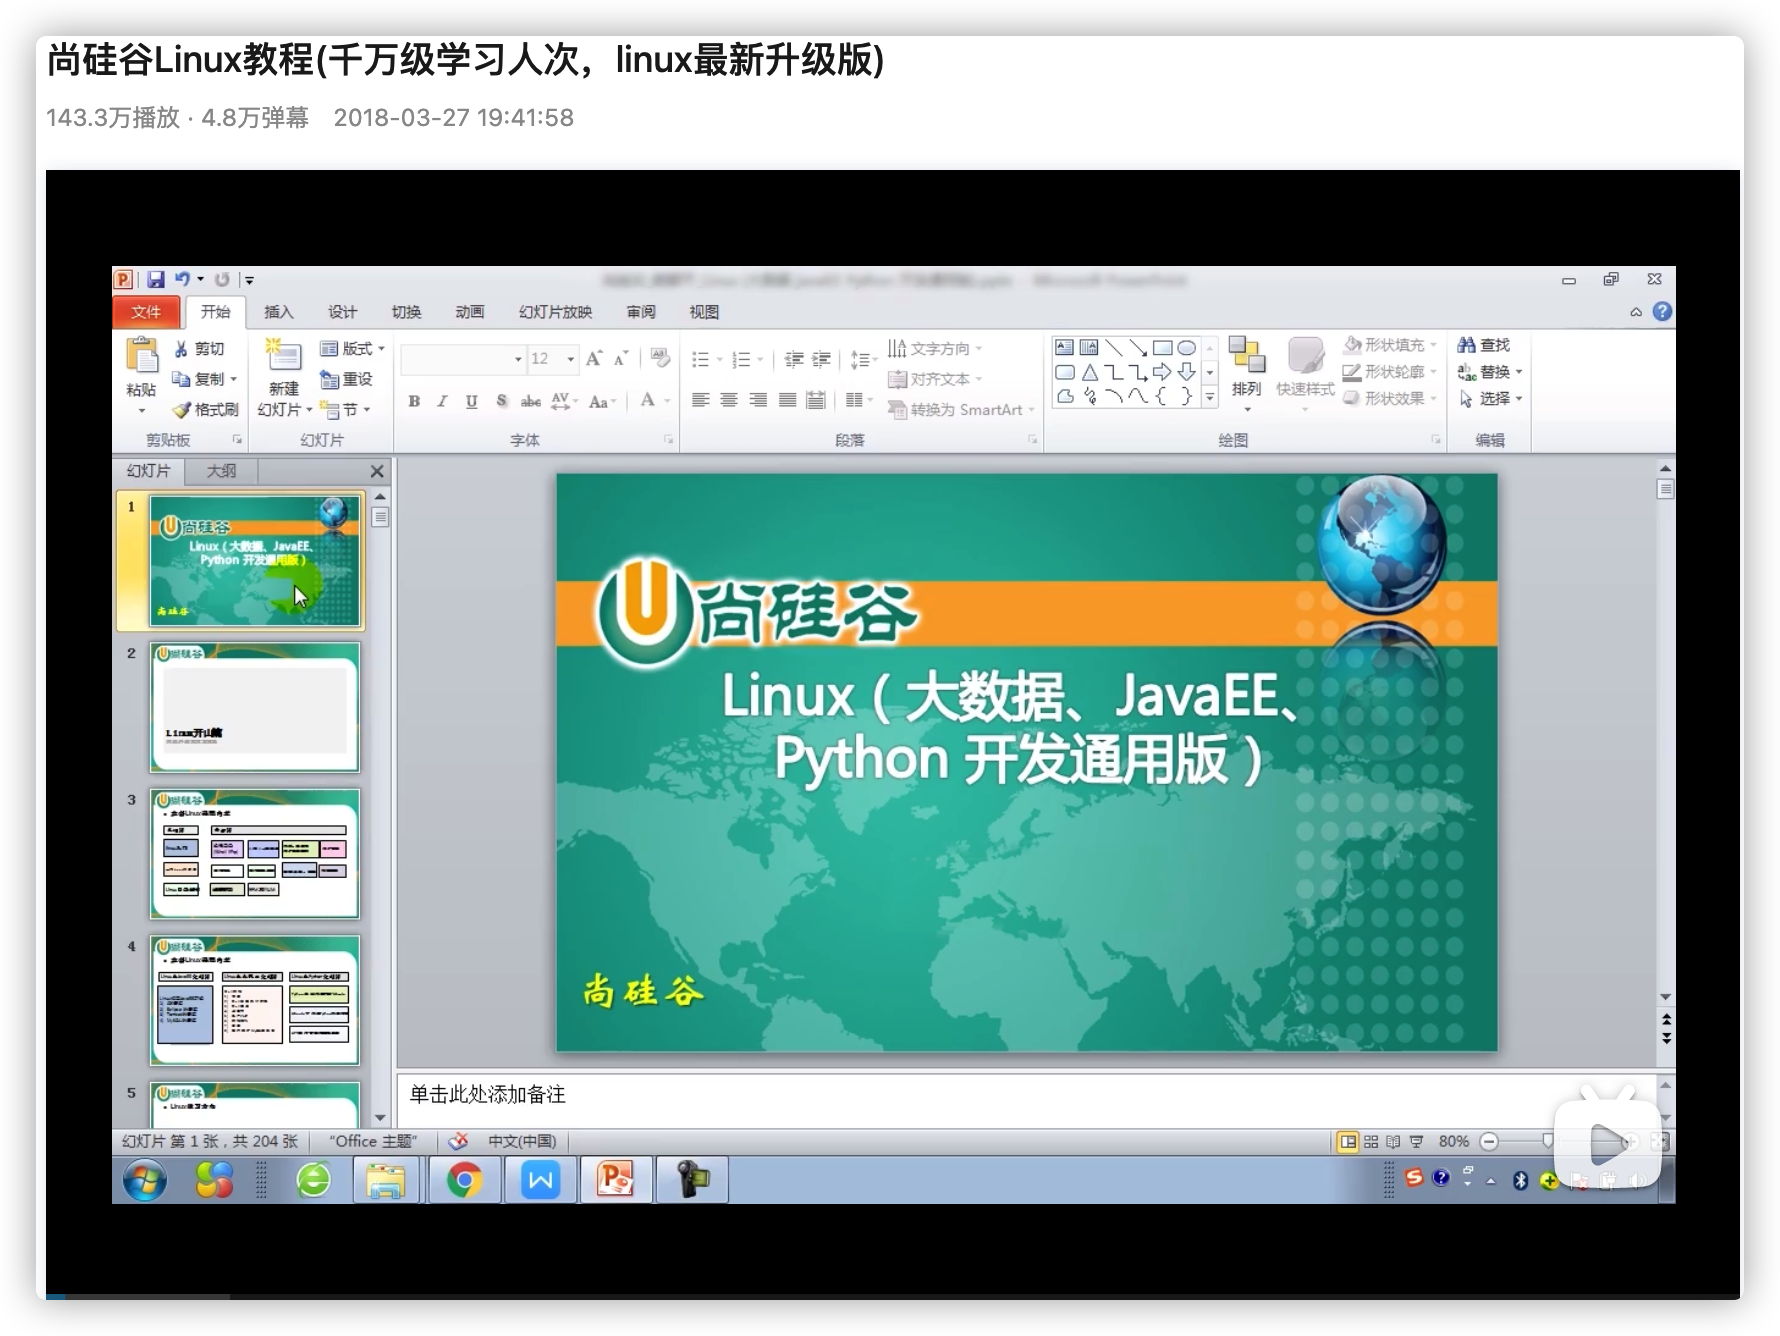 尚硅谷Linux教程(千万级学习人次，linux最新升级版)
143.3万播放 · 4.8万弹幕 2018-03-27 19:41:58
文件 开始 插入 设计 切换 动画 幻灯片放映 审阅 视图
粘贴
剪切
复制
格式刷
剪贴板
新建
幻灯片
版式
重设
节
幻灯片
12
B I U S abc AV Aa A
字体
文字方向
对齐文本
转换为 SmartArt
段落
排列
快速样式
形状填充
形状轮廓
形状效果
绘图
查找
替换
选择
编辑
幻灯片 大纲
1
尚硅谷
Linux（大数据、JavaEE、
Python 开发通用版）
尚硅谷
2
尚硅谷
Linux开山篇
3
尚硅谷
4
尚硅谷
5
尚硅谷
尚硅谷
Linux（大数据、JavaEE、
Python 开发通用版）
尚硅谷
单击此处添加备注
幻灯片 第 1 张，共 204 张 “Office 主题” 中文(中国) 80%